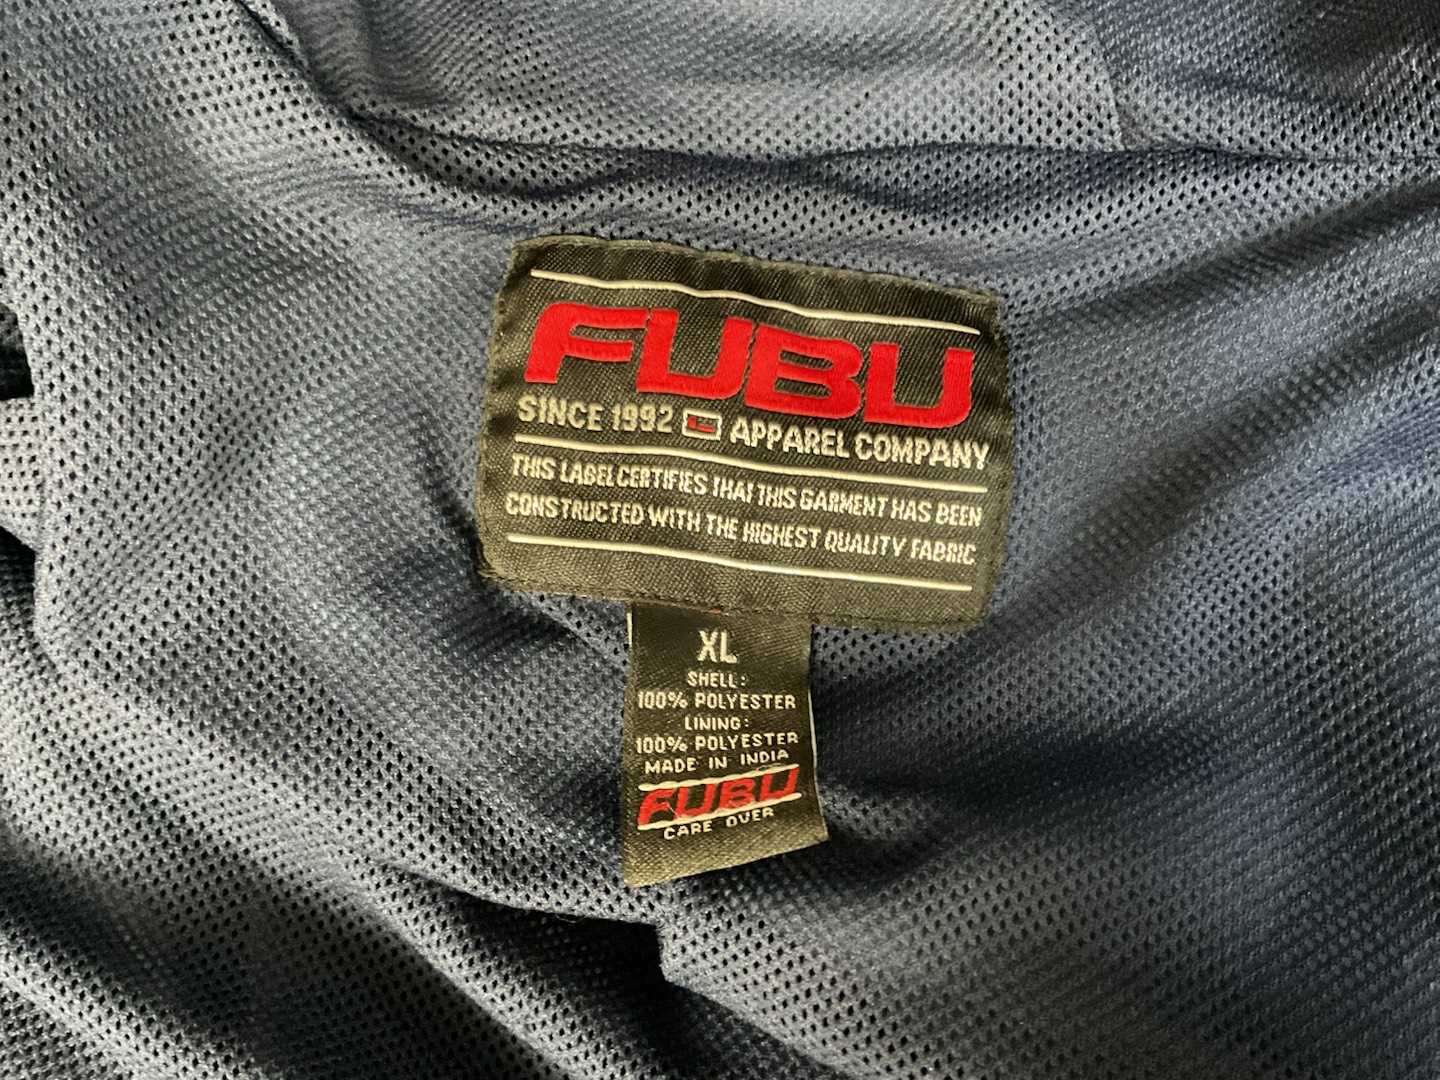 FUBU
SINCE 1992 APPAREL COMPANY
THIS LABEL CERTIFIES THAT THIS GARMENT HAS BEEN
CONSTRUCTED WITH THE HIGHEST QUALITY FABRIC
XL
SHELL:
100% POLYESTER
LINING:
100% POLYESTER
MADE IN INDIA
FUBU
CARE OVER